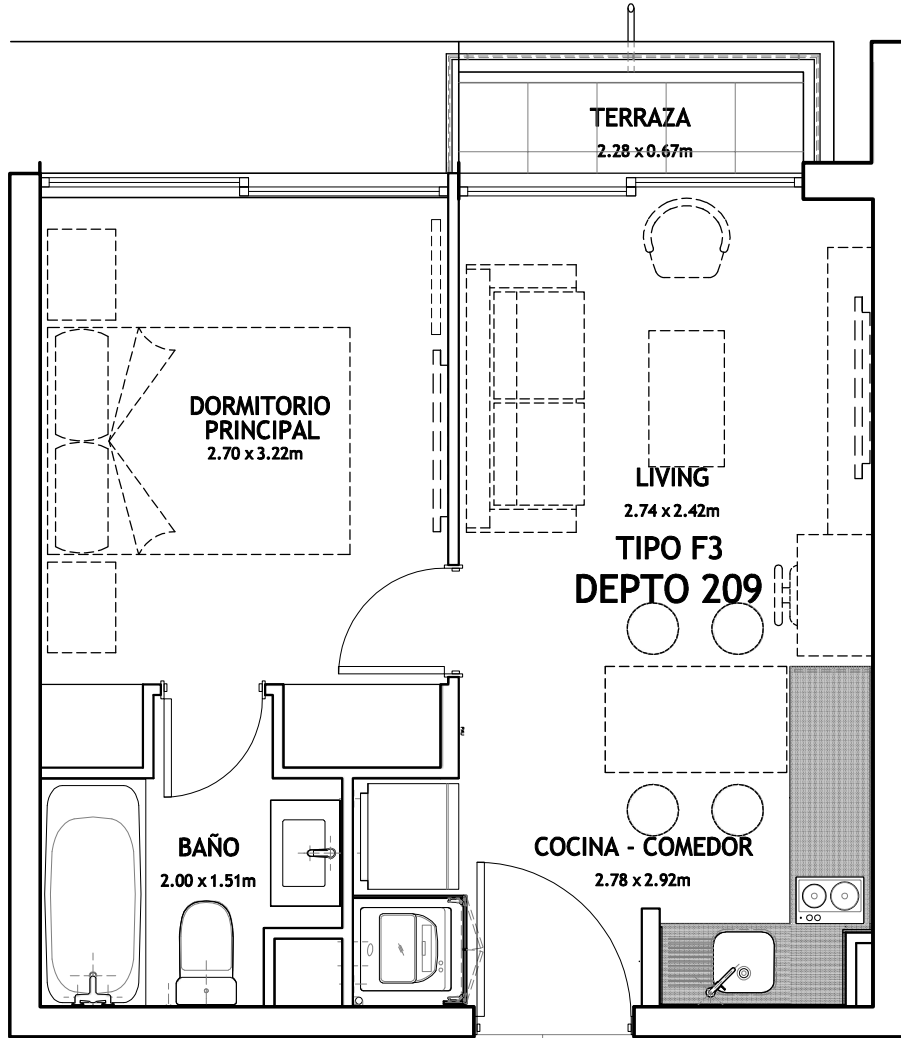 TERRAZA
2.28 x 0.67m
DORMITORIO
PRINCIPAL
2.70 x 3.22m
LIVING
2.74 x 2.42m
TIPO F3
DEPTO 209
BAÑO
2.00 x 1.51m
COCINA - COMEDOR
2.78 x 2.92m